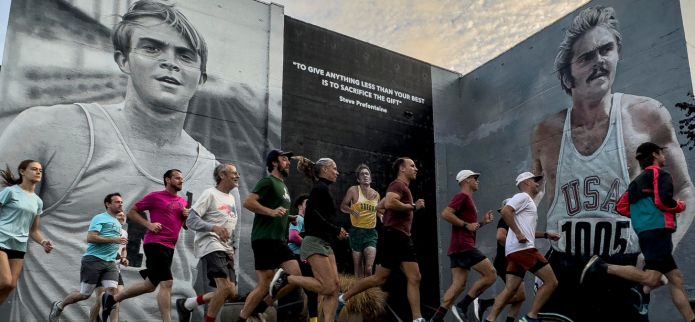 "TO GIVE ANYTHING LESS THAN YOUR BEST
IS TO SACRIFICE THE GIFT"
Steve Prefontaine
USA
1005